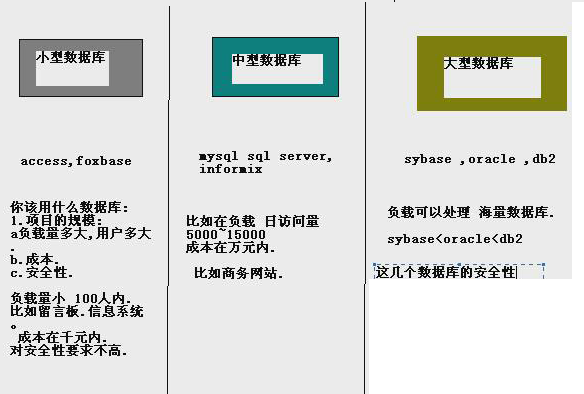 小型数据库
access,foxbase
你该用什么数据库:
1.项目的规模:
a负载量多大,用户多大
.
b.成本.
c.安全性.
负载量小 100人内.
比如留言板.信息系统
。
成本在千元内.
对安全性要求不高.
中型数据库
mysql sql server,
informix
比如在负载 日访问量
5000~15000
成本在万元内.
比如商务网站.
大型数据库
sybase ,oracle ,db2
负载可以处理 海量数据库.
sybase<oracle<db2
这几个数据库的安全性